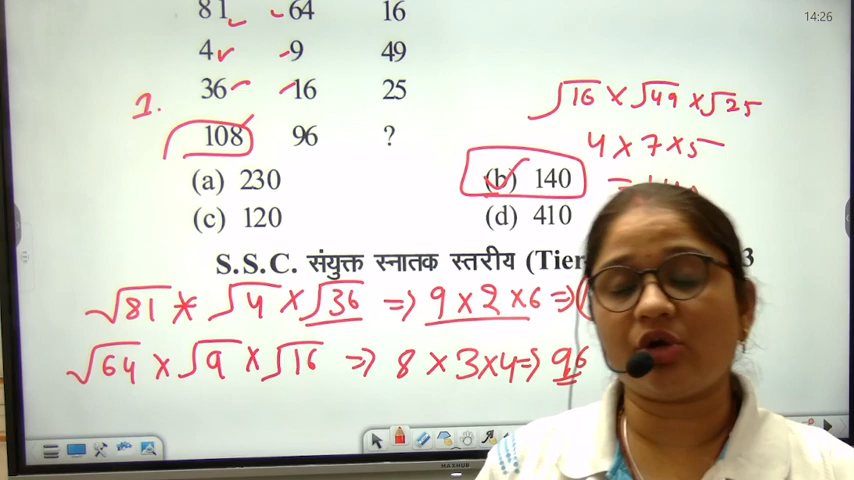 14:26
81 64 16
4 9 49
36 16 25
1.
108 96 ?
√16 × √49 × √25
4 × 7 × 5
(a) 230 (b) 140
(c) 120 (d) 410
S.S.C. संयुक्त स्नातक स्तरीय (Tier 3
√81 × √4 × √36 => 9 × 2 × 6 =>
√64 × √9 × √16 => 8 × 3 × 4 => 96
MAXHUB